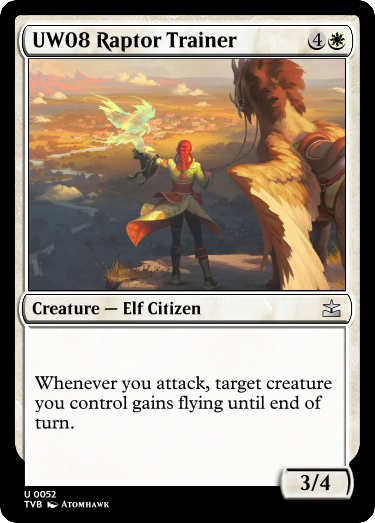 UW08 Raptor Trainer 4
Creature — Elf Citizen
Whenever you attack, target creature
you control gains flying until end of
turn.
3/4
U 0052
TVB ATOMHAWK